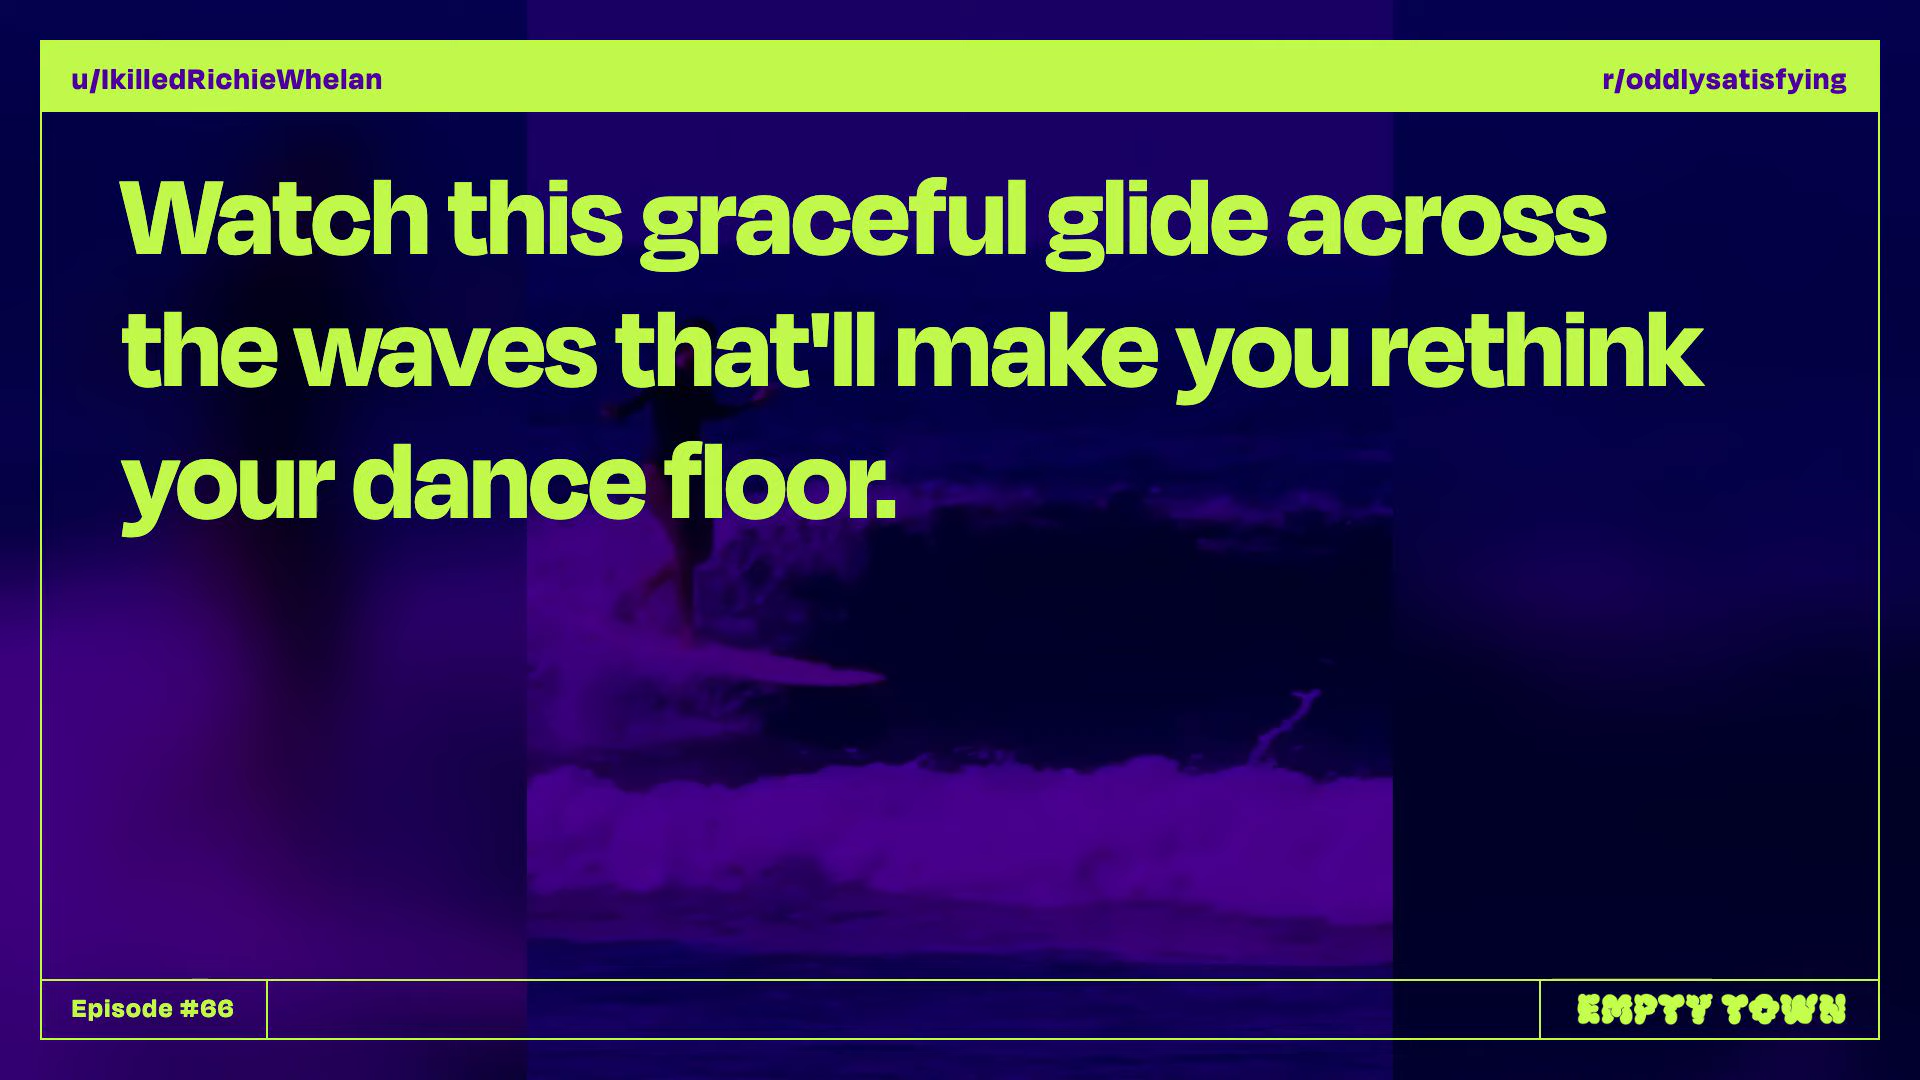 u/IkilledRichieWhelan
r/oddlysatisfying
Watch this graceful glide across
the waves that'll make you rethink
your dance floor.
Episode #66
EMPTY TOWN